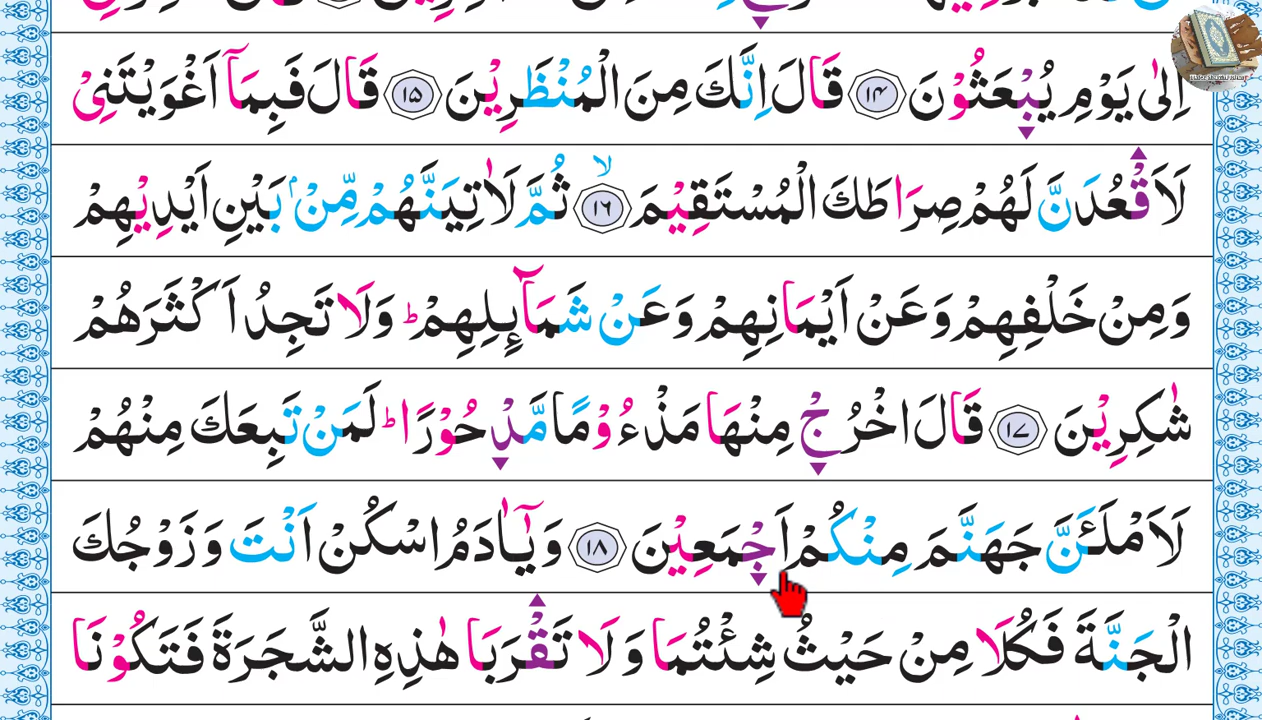 اِلٰى يَوْمِ يُبْعَثُوْنَ ۝١٤ قَالَ اِنَّكَ مِنَ الْمُنْظَرِيْنَ ۝١٥ قَالَ فَبِمَآ اَغْوَيْتَنِيْ
لَاَقْعُدَنَّ لَهُمْ صِرَاطَكَ الْمُسْتَقِيْمَ ۝١٦ۙ ثُمَّ لَاٰتِيَنَّهُمْ مِّنْۢ بَيْنِ اَيْدِيْهِمْ
وَمِنْ خَلْفِهِمْ وَعَنْ اَيْمَانِهِمْ وَعَنْ شَمَآئِلِهِمْ ؕ وَلَا تَجِدُ اَكْثَرَهُمْ
شٰكِرِيْنَ ۝١٧ قَالَ اخْرُجْ مِنْهَا مَذْءُوْمًا مَّدْحُوْرًا ؕ لَمَنْ تَبِعَكَ مِنْهُمْ
لَاَمْلَـَٔنَّ جَهَنَّمَ مِنْكُمْ اَجْمَعِيْنَ ۝١٨ وَيٰٓاٰدَمُ اسْكُنْ اَنْتَ وَزَوْجُكَ
الْجَنَّةَ فَكُلَا مِنْ حَيْثُ شِئْتُمَا وَلَا تَقْرَبَا هٰذِهِ الشَّجَرَةَ فَتَكُوْنَا